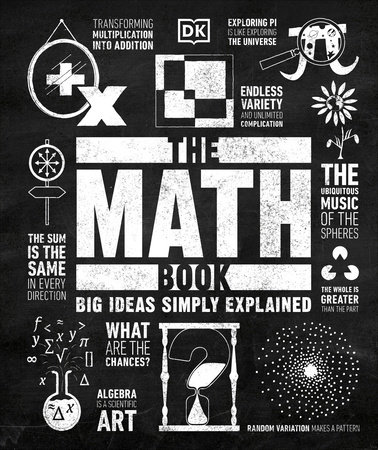 TRANSFORMING
MULTIPLICATION
INTO ADDITION
DK
EXPLORING PI
IS LIKE EXPLORING
THE UNIVERSE
+
X
π
ENDLESS
VARIETY
AND UNLIMITED
COMPLICATION
THE
MATH
BOOK
BIG IDEAS SIMPLY EXPLAINED
THE
UBIQUITOUS
MUSIC
OF THE
SPHERES
THE SUM
IS THE
SAME
IN EVERY
DIRECTION
THE WHOLE IS
GREATER
THAN THE PART
WHAT
ARE THE
CHANCES?
?
ALGEBRA
IS A SCIENTIFIC
ART
RANDOM VARIATION MAKES A PATTERN